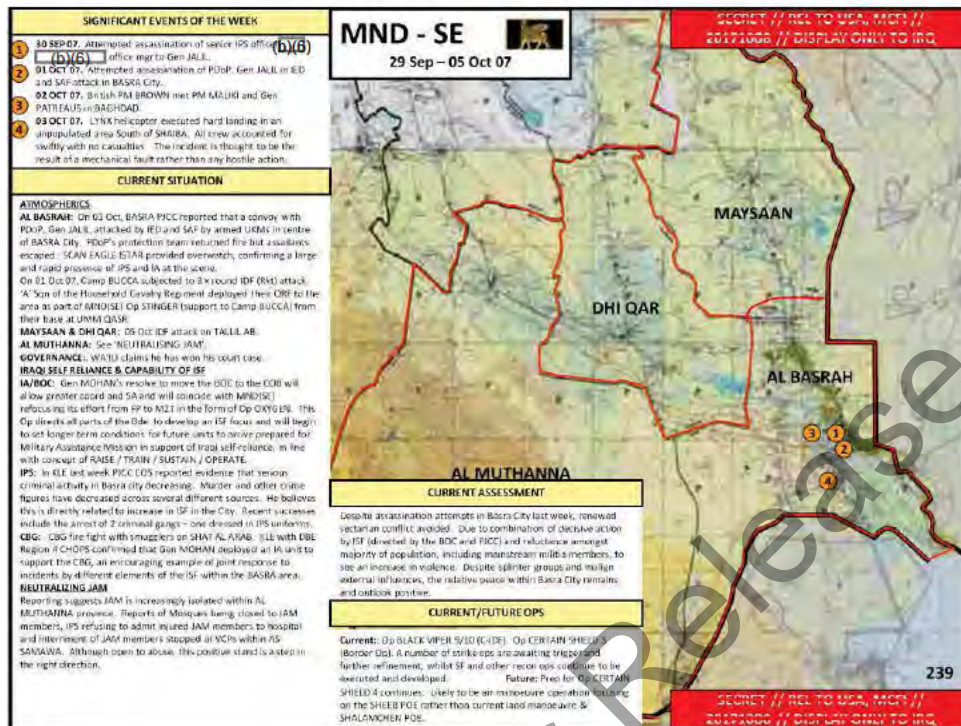 SIGNIFICANT EVENTS OF THE WEEK
1
30 SEP 07. Attempted assassination of senior IPS officer (b)(6)
(b)(6) office mgr to Gen JALIL.
2
01 OCT 07. Attempted assassination of PDoP. Gen JALIL in IED
and SAF attack in BASRA City.
3
02 OCT 07. British PM BROWN met PM MALIKI and Gen
PATREAUS in BAGHDAD.
4
03 OCT 07. LYNX helicopter executed hard landing in an
unpopulated area South of SHAIBA. All crew accounted for
swiftly with no casualties. The incident is thought to be the
result of a mechanical fault rather than any hostile action.
CURRENT SITUATION
ATMOSPHERICS
AL BASRAH: On 01 Oct, BASRA PJCC reported that a convoy with
PDoP, Gen JALIL, attacked by IED and SAF by armed UKMs in centre
of BASRA City. PDoP's protection team returned fire but assailants
escaped. SCAN EAGLE ISTAR provided overwatch, confirming a large
and rapid presence of IPS and IA at the scene.
On 01 Oct 07, Camp BUCCA subjected to 3 x round IDF (Rkt) attack.
'A' Sqn of the Household Cavalry Regiment deployed their QRF to the
area as part of MND(SE) Op STINGER (support to Camp BUCCA) from
their base at UMM QASR.
MAYSAAN & DHI QAR: 05 Oct IDF attack on TALLIL AB.
AL MUTHANNA: See 'NEUTRALISING JAM'.
GOVERNANCE: WAILI claims he has won his court case.
IRAQI SELF RELIANCE & CAPABILITY OF ISF
IA/BOC: Gen MOHAN's resolve to move the BOC to the COB will
allow greater coord and SA and will coincide with MND(SE)
refocusing its effort from FP to M2T in the form of Op OXYGEN. This
Op directs all parts of the Bde to develop an ISF focus and will begin
to set longer term conditions for future units to arrive prepared for
Military Assistance Mission in support of Iraqi self-reliance, in line
with concept of RAISE / TRAIN / SUSTAIN / OPERATE.
IPS: In KLE last week PJCC COS reported evidence that serious
criminal activity in Basra city decreasing. Murder and other crime
figures have decreased across several different sources. He believes
this is directly related to increase in ISF in the City. Recent successes
include the arrest of 2 criminal gangs - one dressed in IPS uniforms.
CBG: CBG fire fight with smugglers on SHAT AL ARAB. KLE with DBE
Region 4 CHOPS confirmed that Gen MOHAN deployed an IA unit to
support the CBG, an encouraging example of joint response to
incidents by different elements of the ISF within the BASRA area.
NEUTRALIZING JAM
Reporting suggests JAM is increasingly isolated within AL
MUTHANNA province. Reports of Mosques being closed to JAM
members, IPS refusing to admit injured JAM members to hospital
and internment of JAM members stopped at VCPs within AS
SAMAWA. Although open to abuse, this positive stand is a step in
the right direction.
MND - SE
29 Sep – 05 Oct 07
SECRET // REL TO USA, MCFI //
20171008 // DISPLAY ONLY TO IRQ
MAYSAAN
DHI QAR
AL BASRAH
3 1
2
4
AL MUTHANNA
CURRENT ASSESSMENT
Despite assassination attempts in Basra City last week, renewed
sectarian conflict avoided. Due to combination of decisive action
by ISF (directed by the BOC and PJCC) and reluctance amongst
majority of population, including mainstream militia members, to
see an increase in violence. Despite splinter groups and malign
external influences, the relative peace within Basra City remains
and outlook positive.
CURRENT/FUTURE OPS
Current: Op BLACK VIPER 9/10 (C-IDF). Op CERTAIN SHIELD 3
(Border Op). A number of strike ops are awaiting trigger and
further refinement, whilst SF and other recon ops continue to be
executed and developed. Future: Prep for Op CERTAIN
SHIELD 4 continues. Likely to be air manoeuvre operation focusing
on the SHEEB POE rather than current land manoeuvre &
SHALAMCHEH POE.
239
SECRET // REL TO USA, MCFI //
20171008 // DISPLAY ONLY TO IRQ
Release